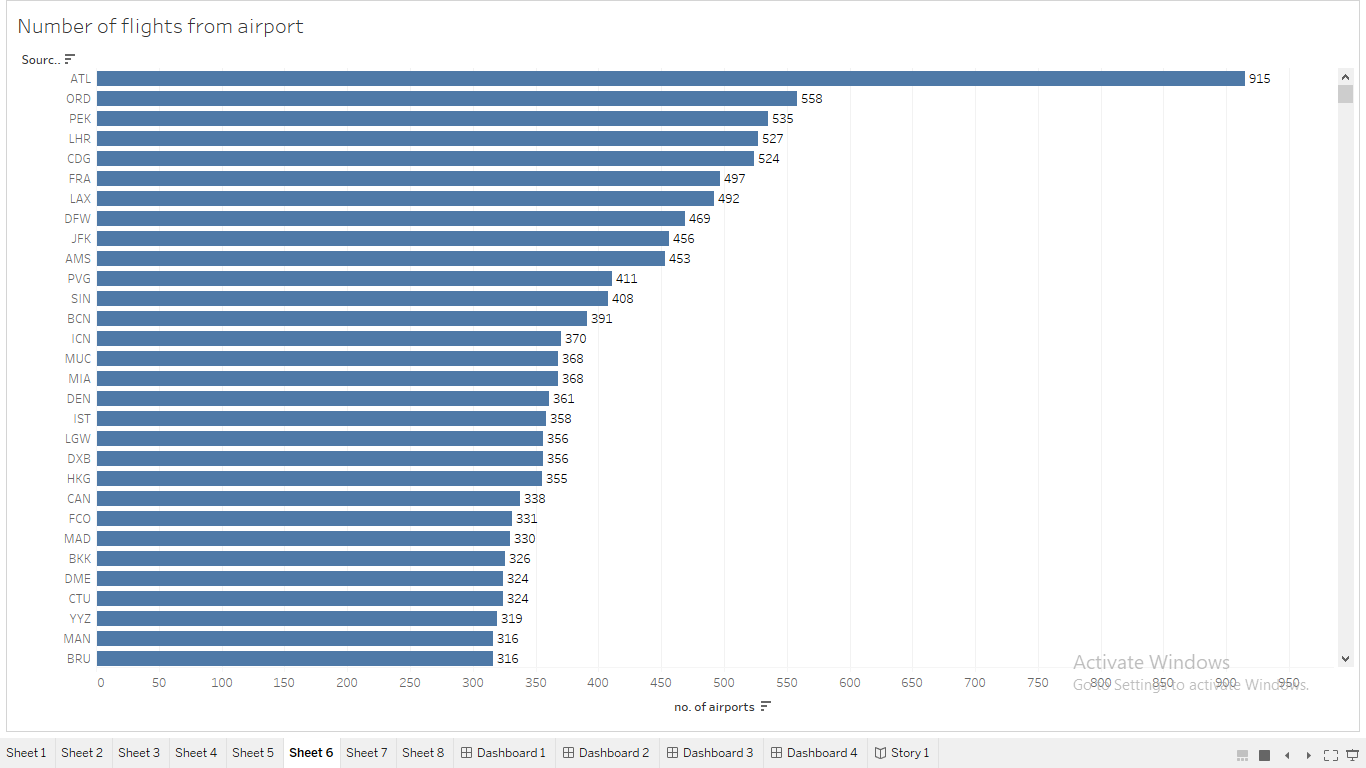 Number of flights from airport
Sourc..
ATL 915
ORD 558
PEK 535
LHR 527
CDG 524
FRA 497
LAX 492
DFW 469
JFK 456
AMS 453
PVG 411
SIN 408
BCN 391
ICN 370
MUC 368
MIA 368
DEN 361
IST 358
LGW 356
DXB 356
HKG 355
CAN 338
FCO 331
MAD 330
BKK 326
DME 324
CTU 324
YYZ 319
MAN 316
BRU 316
Activate Windows
Go to Settings to activate Windows.
0 50 100 150 200 250 300 350 400 450 500 550 600 650 700 750 800 850 900 950
no. of airports
Sheet 1 Sheet 2 Sheet 3 Sheet 4 Sheet 5 Sheet 6 Sheet 7 Sheet 8 Dashboard 1 Dashboard 2 Dashboard 3 Dashboard 4 Story 1